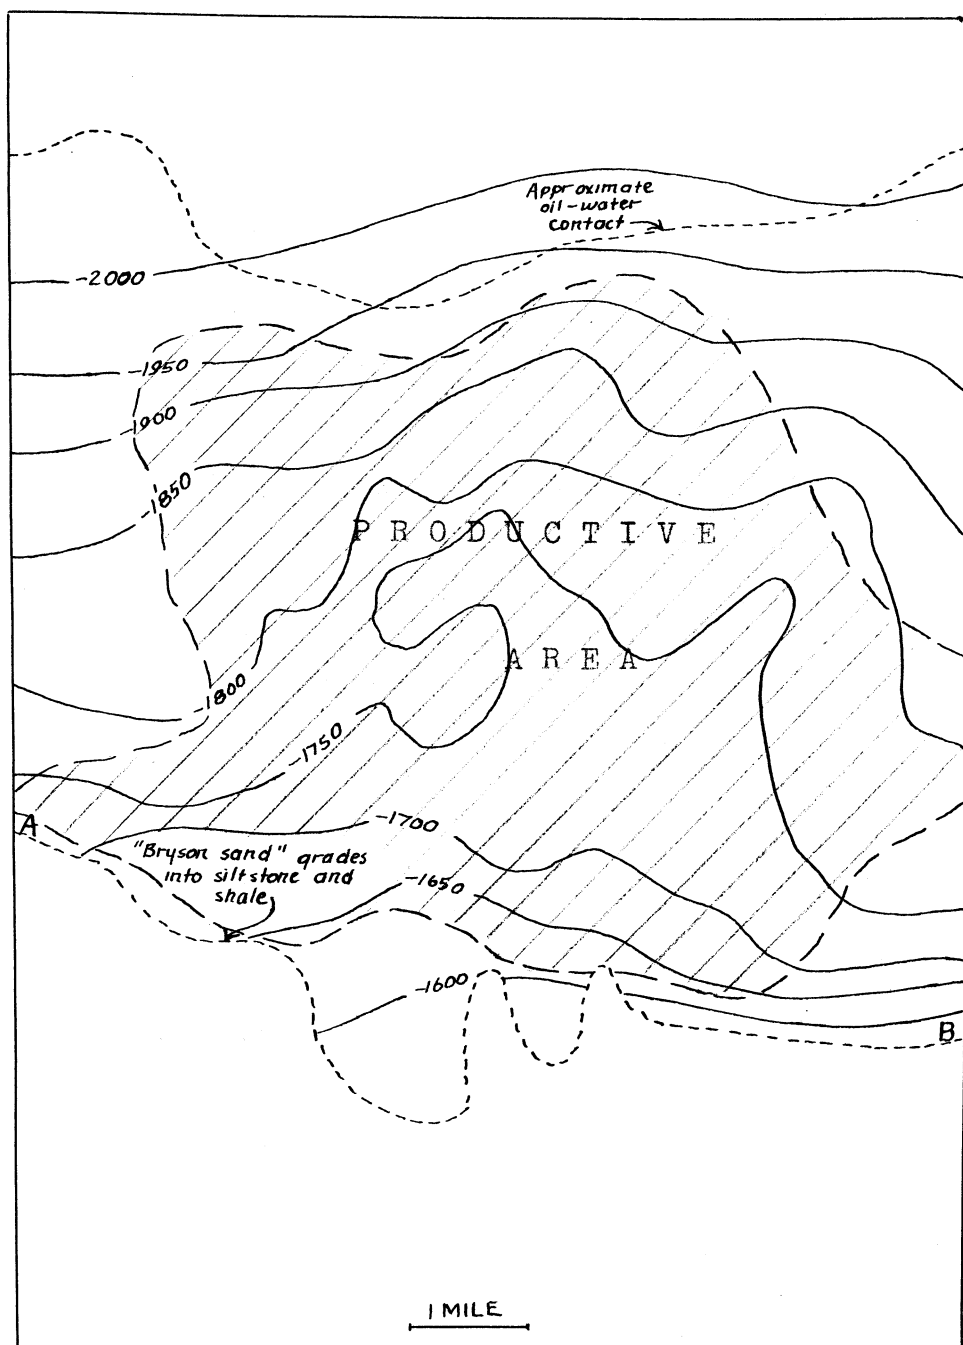 Approximate
oil-water
contact
-2000
-1950
-1900
-1850
PRODUCTIVE
AREA
-1800
-1750
A
-1700
"Bryson sand" grades
into siltstone and
shale
-1650
-1600
B
1 MILE